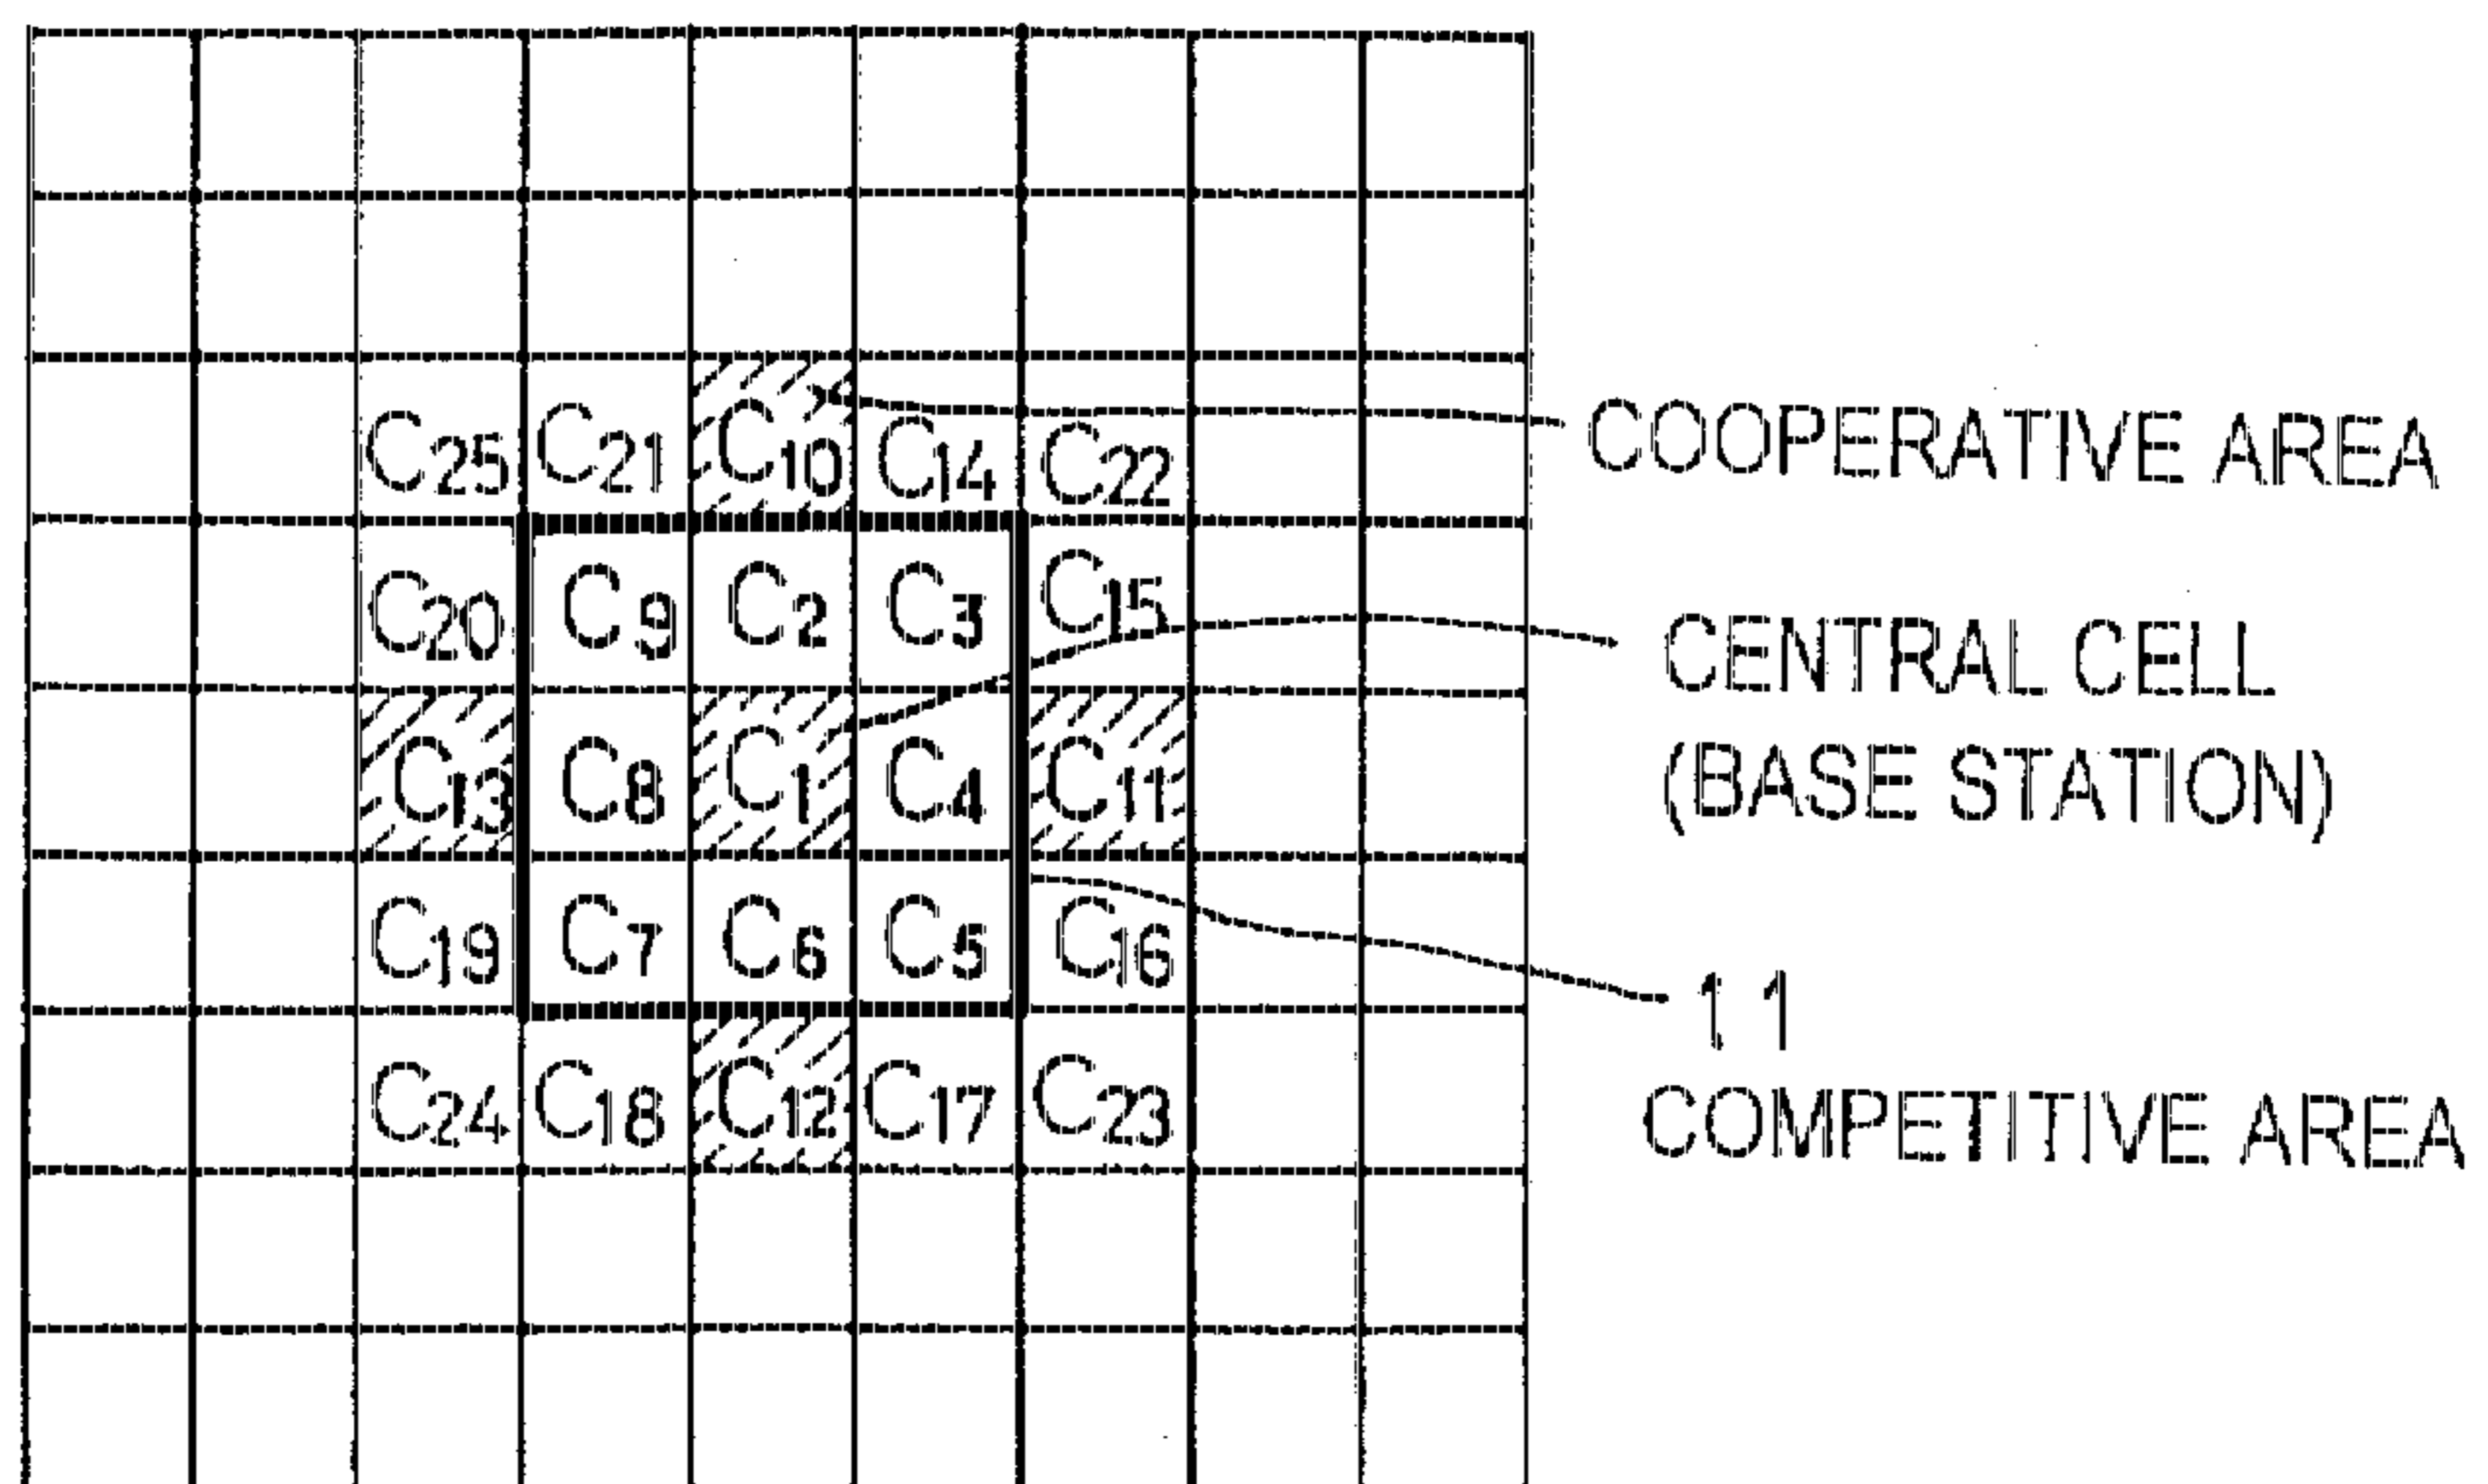 C25 C21 C10 C14 C22
COOPERATIVE AREA
C20 C9 C2 C3 C15
CENTRAL CELL
(BASE STATION)
C13 C8 C1 C4 C11
C19 C7 C6 C5 C16
11
COMPETITIVE AREA
C24 C18 C12 C17 C23